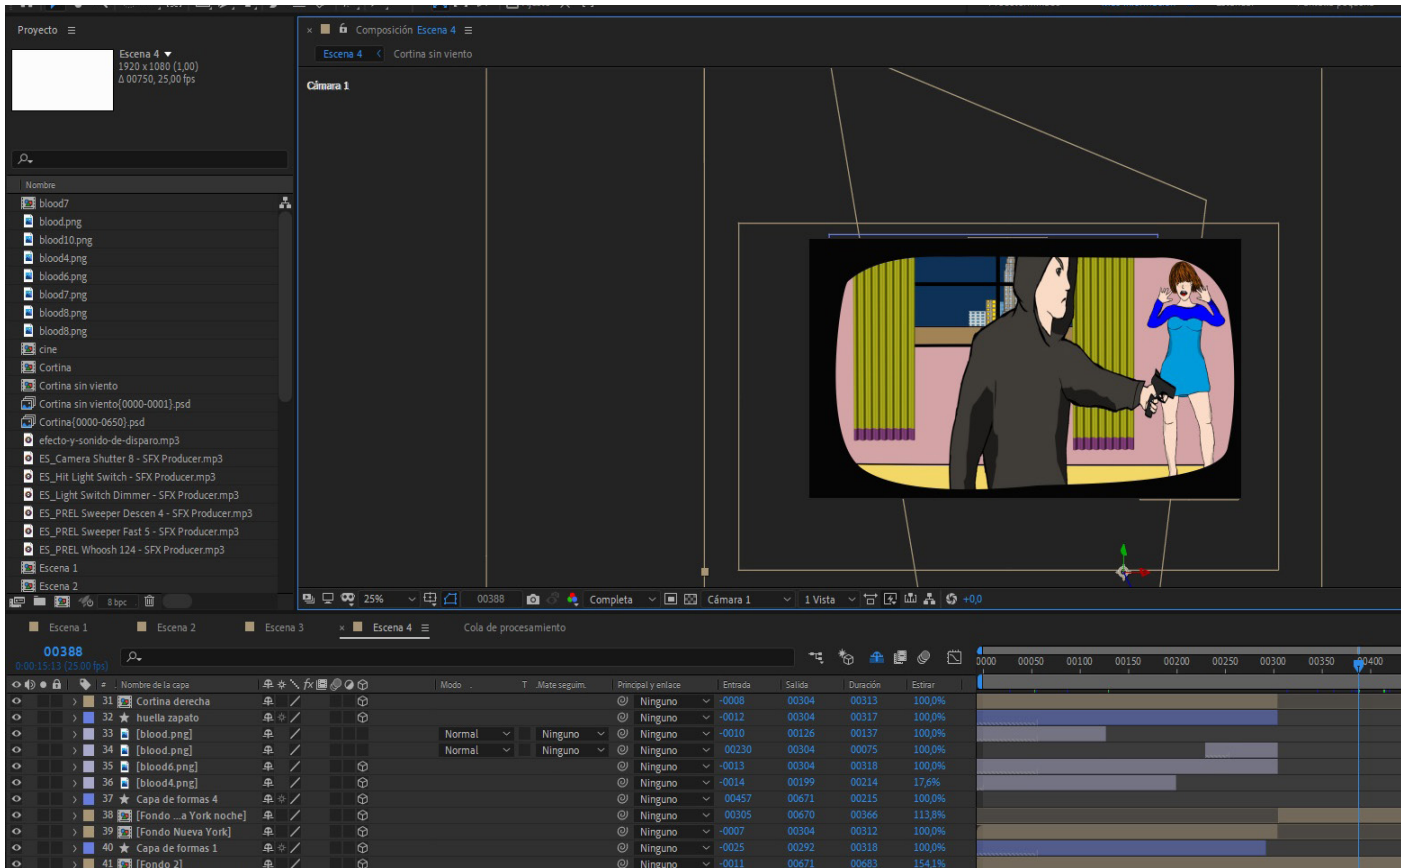 Proyecto
Escena 4
1920 x 1080 (1,00)
Δ 00750, 25,00 fps
Nombre
blood7
blood.png
blood10.png
blood4.png
blood6.png
blood7.png
blood8.png
blood8.png
cine
Cortina
Cortina sin viento
Cortina sin viento{0000-0001}.psd
Cortina{0000-0650}.psd
efecto-y-sonido-de-disparo.mp3
ES_Camera Shutter 8 - SFX Producer.mp3
ES_Hit Light Switch - SFX Producer.mp3
ES_Light Switch Dimmer - SFX Producer.mp3
ES_PREL Sweeper Descen 4 - SFX Producer.mp3
ES_PREL Sweeper Fast 5 - SFX Producer.mp3
ES_PREL Whoosh 124 - SFX Producer.mp3
Escena 1
Escena 2
8 bpc
Composición Escena 4
Escena 4 Cortina sin viento
Cámara 1
25% 00388 Completa Cámara 1 1 Vista +0,0
Escena 1 Escena 2 Escena 3 Escena 4 Cola de procesamiento
00388
0:00:15:13 (25.00 fps)
0000 00050 00100 00150 00200 00250 00300 00350 00400
# Nombre de la capa Modo T .Mate seguim. Principal y enlace Entrada Salida Duración Estirar
31 Cortina derecha Ninguno -0008 00304 00313 100,0%
32 huella zapato Ninguno -0012 00304 00317 100,0%
33 [blood.png] Normal Ninguno Ninguno -0010 00126 00137 100,0%
34 [blood.png] Normal Ninguno Ninguno 00230 00304 00075 100,0%
35 [blood6.png] Ninguno -0013 00304 00318 100,0%
36 [blood4.png] Ninguno -0014 00199 00214 17,6%
37 Capa de formas 4 Ninguno 00457 00671 00215 100,0%
38 [Fondo ...a York noche] Ninguno 00305 00670 00366 113,8%
39 [Fondo Nueva York] Ninguno -0007 00304 00312 100,0%
40 Capa de formas 1 Ninguno -0025 00292 00318 100,0%
41 [Fondo 2] Ninguno -0011 00671 00683 154,1%